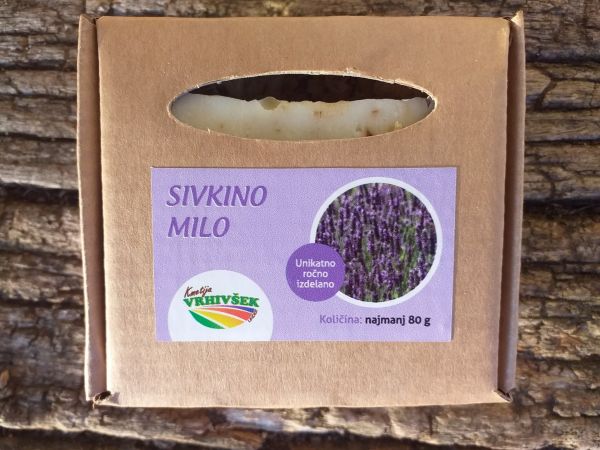 SIVKINO
MILO
Unikatno
ročno
izdelano
Kmetija
VRHIVŠEK
Količina: najmanj 80 g